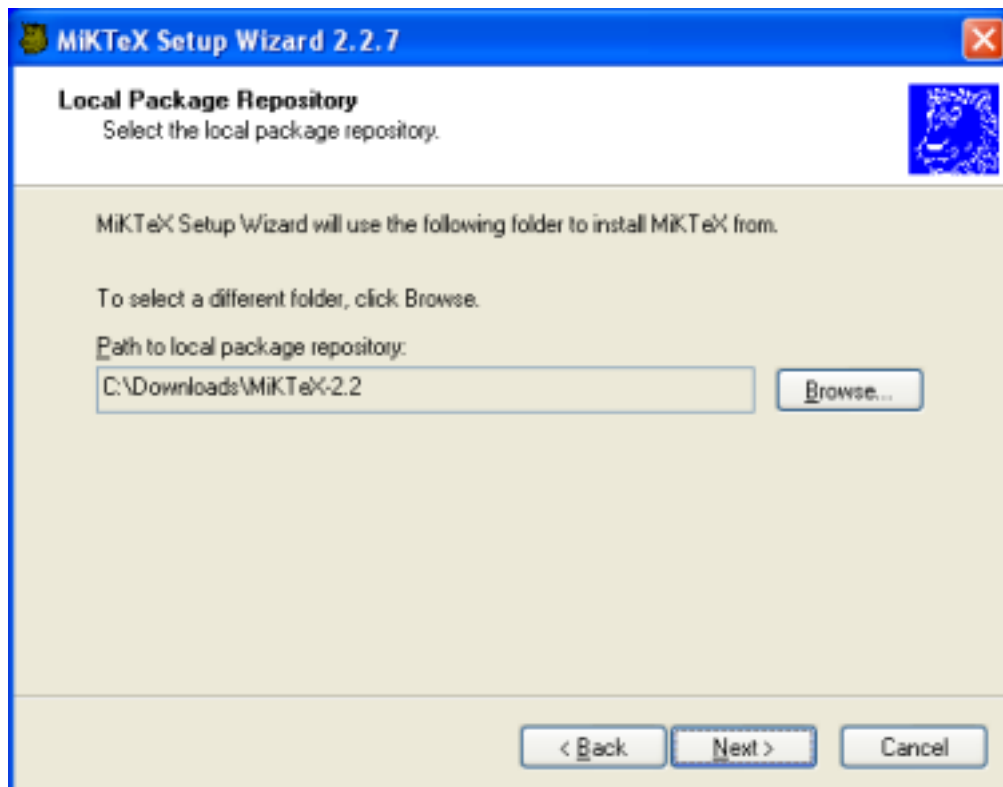 MiKTeX Setup Wizard 2.2.7
Local Package Repository
Select the local package repository.
MiKTeX Setup Wizard will use the following folder to install MiKTeX from.
To select a different folder, click Browse.
Path to local package repository:
C:\Downloads\MiKTeX-2.2
Browse...
< Back
Next >
Cancel